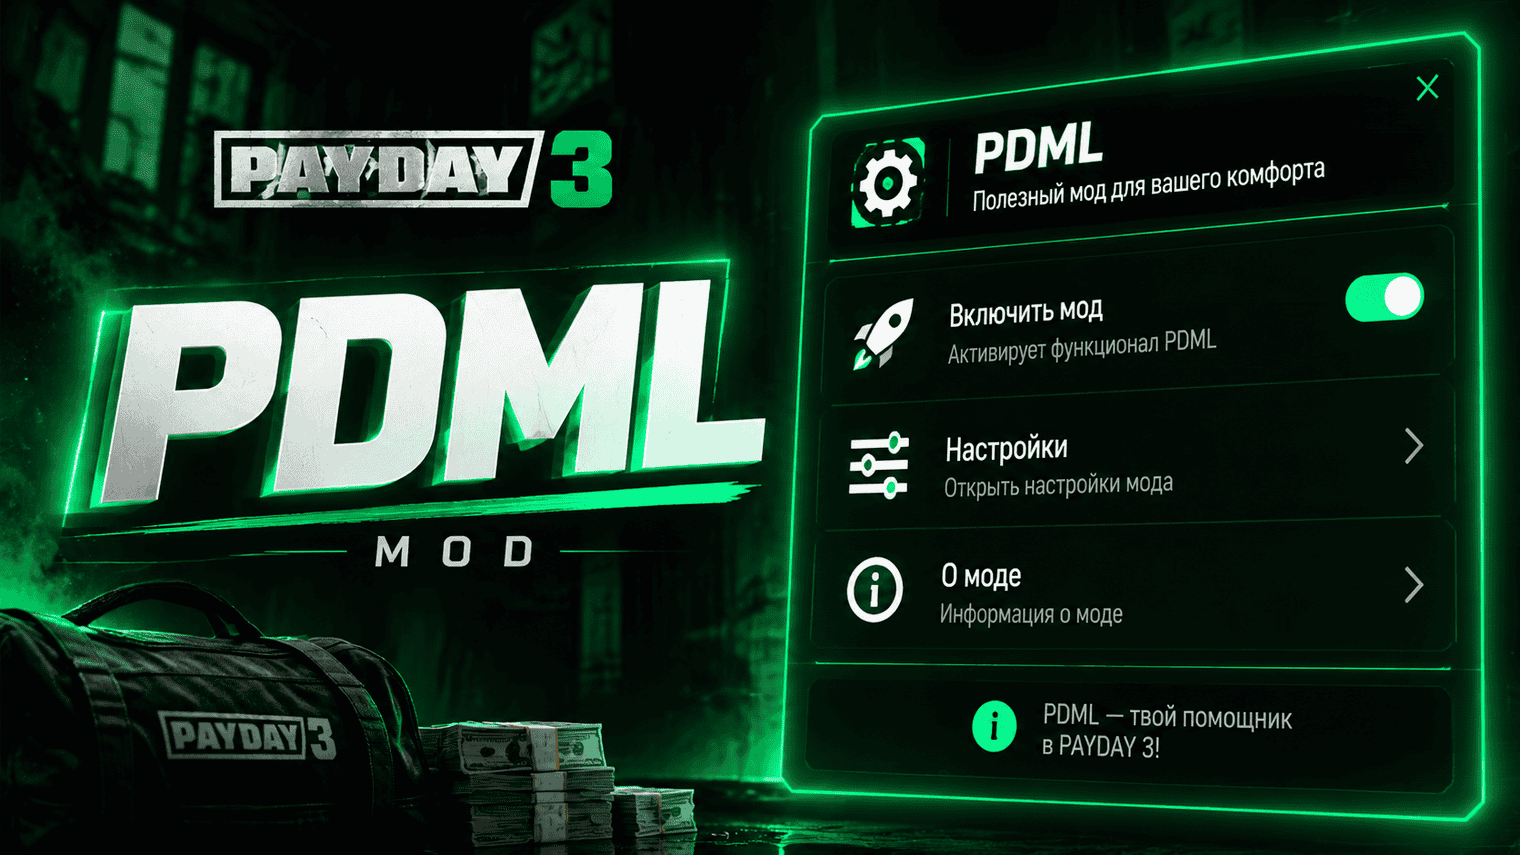 PAYDAY 3
PDML
MOD
PAYDAY 3
PDML
Полезный мод для вашего комфорта
Включить мод
Активирует функционал PDML
Настройки
Открыть настройки мода
О моде
Информация о моде
PDML — твой помощник
в PAYDAY 3!